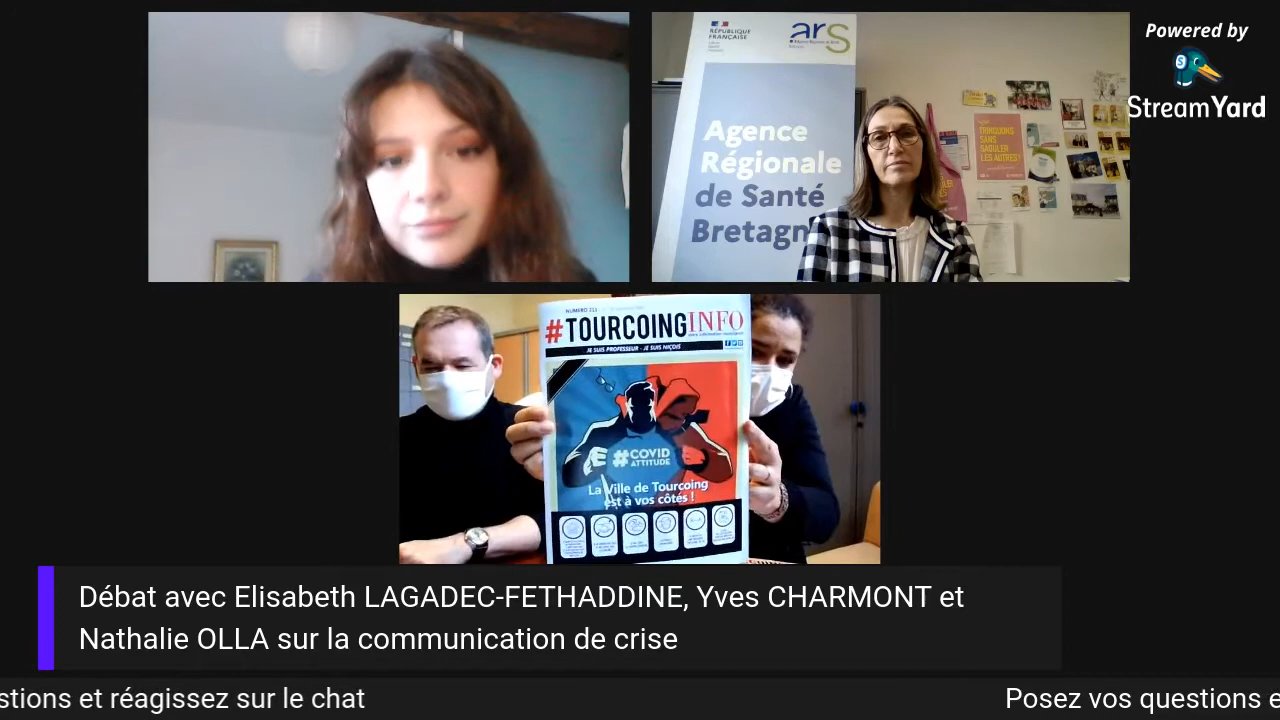 RÉPUBLIQUE
FRANÇAISE
ars
Agence
Régionale
de Santé
Bretagn
TRINQUONS
SANS
SAOULER
LES AUTRES !
Powered by
StreamYard
NUMÉRO 253
#TOURCOINGINFO
JE SUIS PROFESSEUR - JE SUIS NIÇOIS
#COVID
ATTITUDE
La Ville de Tourcoing
est à vos côtés !
Débat avec Elisabeth LAGADEC-FETHADDINE, Yves CHARMONT et
Nathalie OLLA sur la communication de crise
stions et réagissez sur le chat
Posez vos questions e